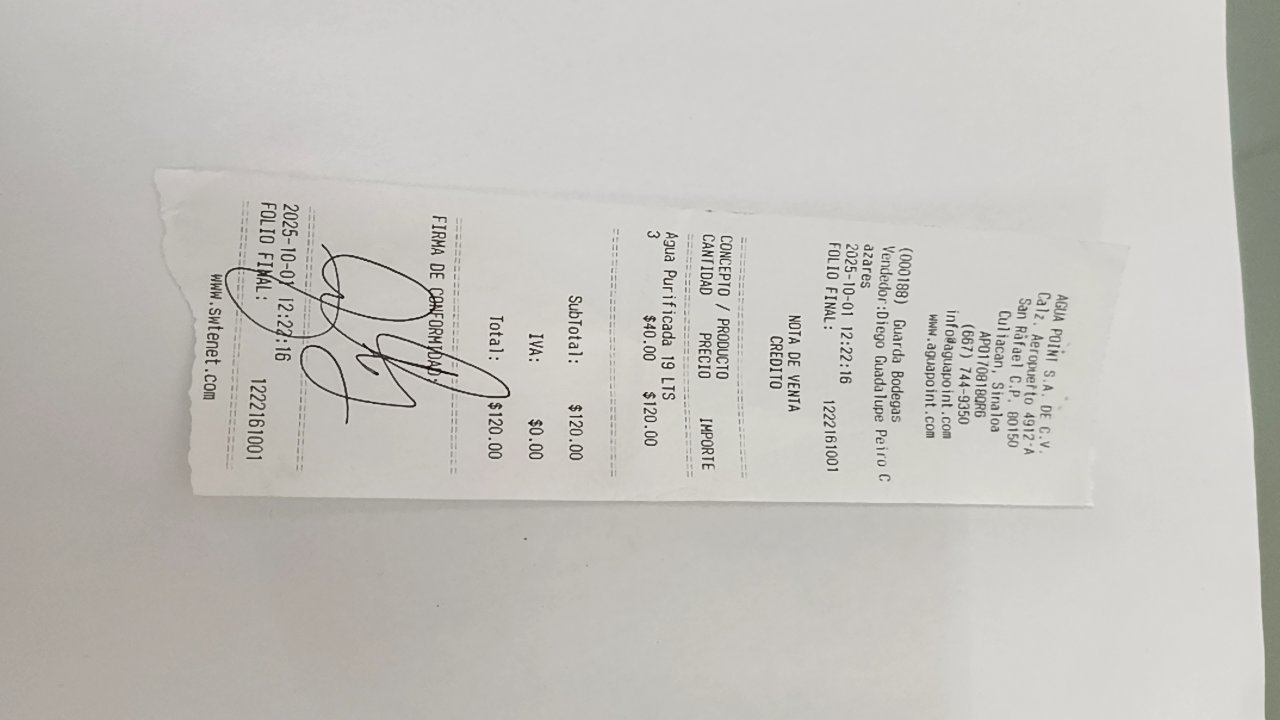 AGUA POINT S.A. DE C.V.
Calz. Aeropuerto 4912-A
San Rafael C.P. 80150
Culiacan, Sinaloa
APO170818QR6
(667) 744-9350
info@aguapoint.com
www.aguapoint.com
(000188) Guarda Bodegas
Vendedor:Diego Guadalupe Peiro C
azares
2025-10-01 12:22:16
FOLIO FINAL: 1222161001
NOTA DE VENTA
CREDITO
CONCEPTO / PRODUCTO
CANTIDAD PRECIO IMPORTE
Agua Purificada 19 LTS
3 $40.00 $120.00
SubTotal: $120.00
IVA: $0.00
Total: $120.00
FIRMA DE CONFORMIDAD:
2025-10-01 12:22:16
FOLIO FINAL: 1222161001
www.Swtenet.com